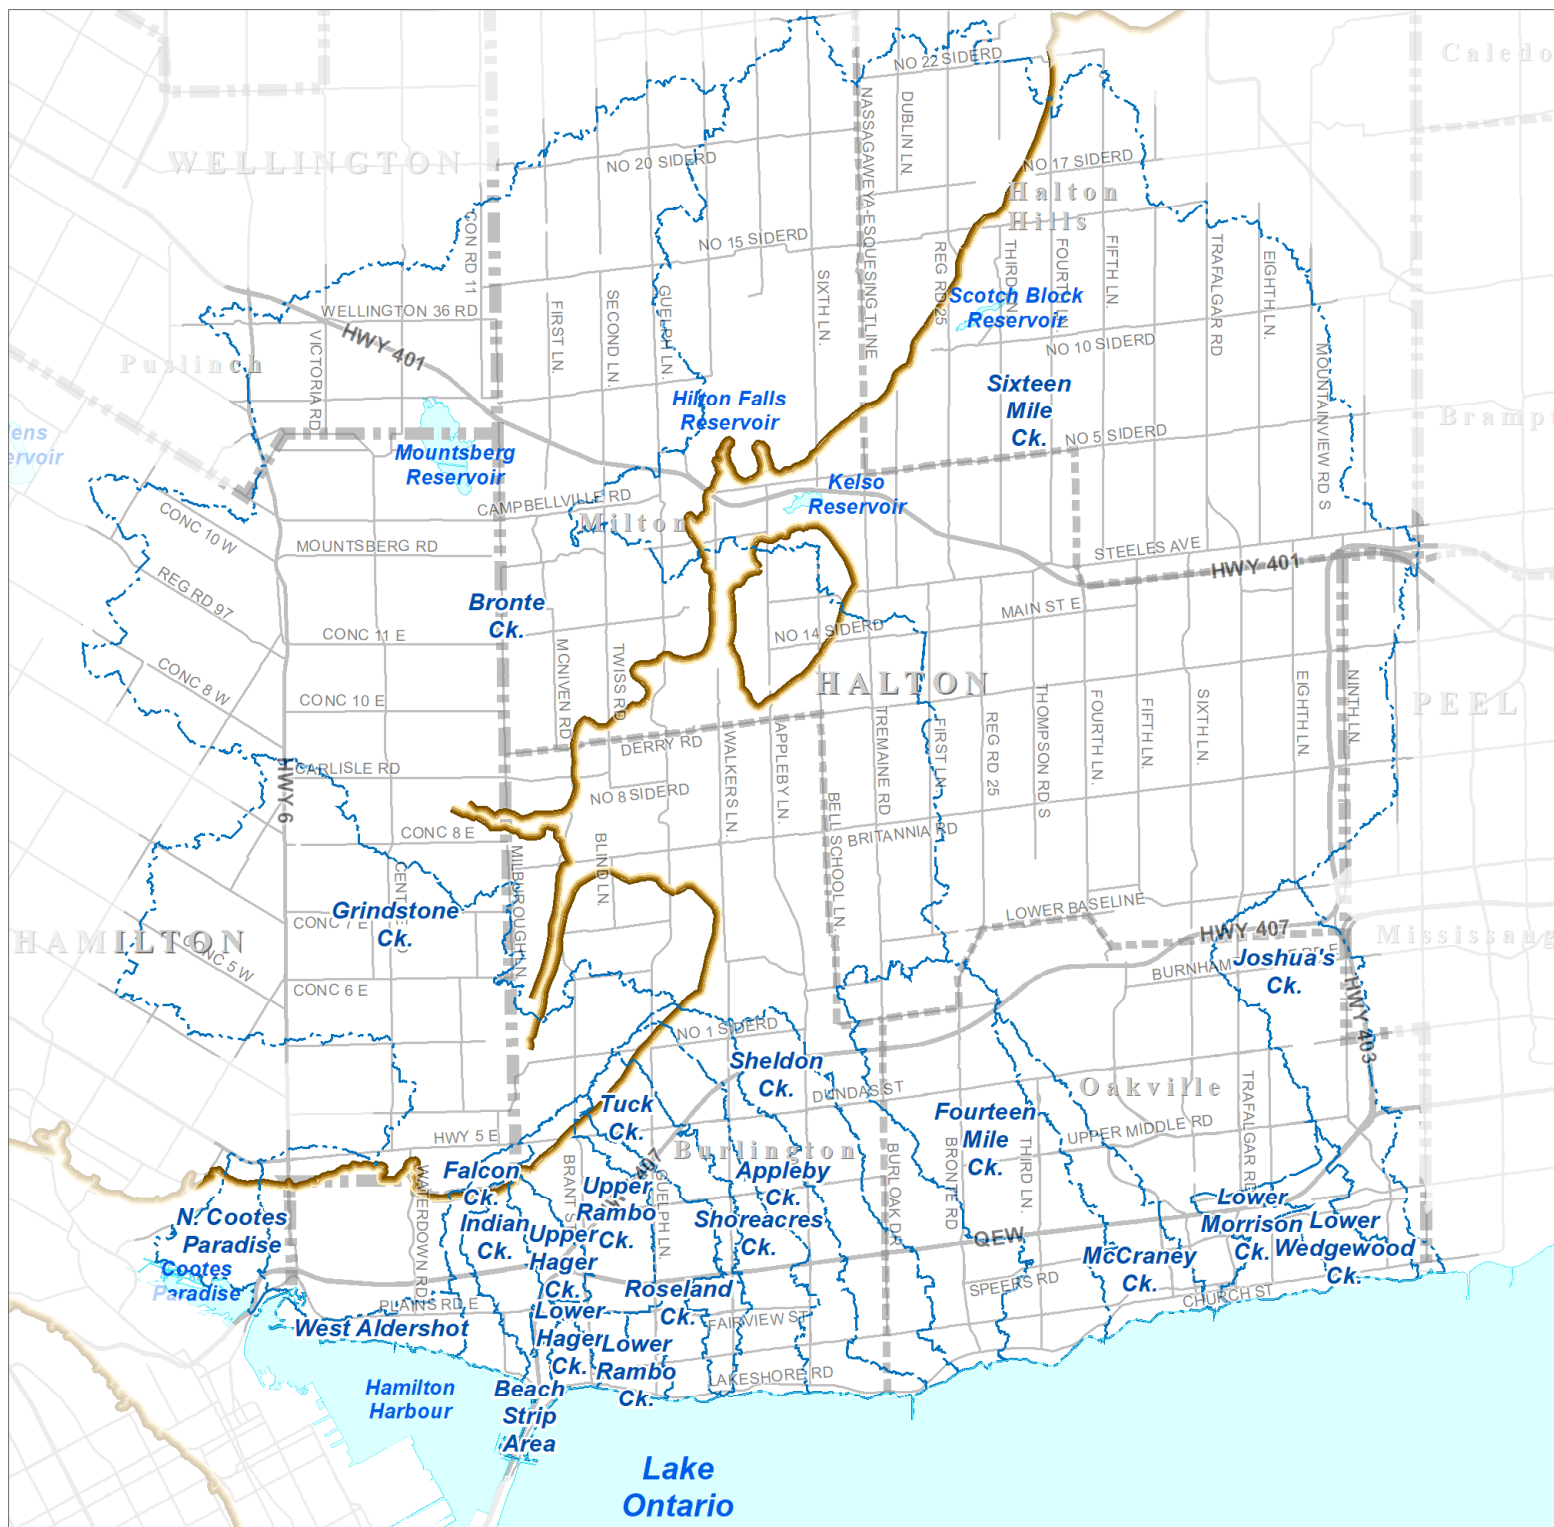 Caledo
NO 22 SIDERD
NASSAGAWEYA-ESQUESING TLINE
DUBLIN LN.
WELLINGTON
NO 20 SIDERD
NO 17 SIDERD
Halton
Hills
CON RD 11
NO 15 SIDERD
SIXTH LN.
REG RD 25
THIRD LN.
FOURTH LN.
FIFTH LN.
TRAFALGAR RD
EIGHTH LN.
Scotch Block
Reservoir
WELLINGTON 36 RD
FIRST LN.
SECOND LN.
GUELPH LN.
HWY 401
VICTORIA RD
Puslinch
NO 10 SIDERD
MOUNTAINVIEW RD S
Sixteen
Mile
Ck.
Hilton Falls
Reservoir
Brampt
NO 5 SIDERD
lens
ervoir
Mountsberg
Reservoir
Kelso
Reservoir
CAMPBELLVILLE RD
Milton
CONC 10 W
MOUNTSBERG RD
STEELES AVE
HWY 401
REG RD 97
Bronte
Ck.
MAIN ST E
CONC 11 E
NO 14 SIDERD
MCNIVEN RD
TWISS RD
CONC 8 W
HALTON
CONC 10 E
PEEL
THOMPSON RD S
FOURTH LN.
FIFTH LN.
SIXTH LN.
EIGHTH LN.
NINTH LN.
TREMAINE RD
FIRST LN.
REG RD 25
DERRY RD
WALKERS LN.
APPLEBY LN.
CARLISLE RD
HWY 6
NO 8 SIDERD
BELL SCHOOL LN.
CONC 8 E
BRITANNIA RD
BLIND LN.
MILBOROUGH LN.
Grindstone
Ck.
CONC 7 E
LOWER BASELINE
HAMILTON
CONC 5 W
HWY 407
Mississaug
Joshua's
Ck.
BURNHAM
CONC 6 E
HWY 403
NO 1 SIDERD
Sheldon
Ck.
DUNDAS ST
Oakville
TRAFALGAR RD
Tuck
Ck.
Fourteen
Mile
Ck.
UPPER MIDDLE RD
HWY 5 E
Burlington
BURLOAK DR
BRONTE RD
THIRD LN.
BRANT ST
GUELPH LN.
WATERDOWN RD
Falcon
Ck.
Appleby
Ck.
Upper
Rambo
Ck.
N. Cootes
Paradise
Indian
Ck.
Shoreacres
Ck.
Lower
Morrison
Ck.
Lower
Wedgewood
Ck.
Upper
Hager
Ck.
QEW
McCraney
Ck.
Cootes
Paradise
SPEERS RD
CHURCH ST
Roseland
Ck.
PLAINS RD E
FAIRVIEW ST
West Aldershot
Lower
Hager
Ck.
Lower
Rambo
Ck.
LAKESHORE RD
Hamilton
Harbour
Beach
Strip
Area
Lake
Ontario